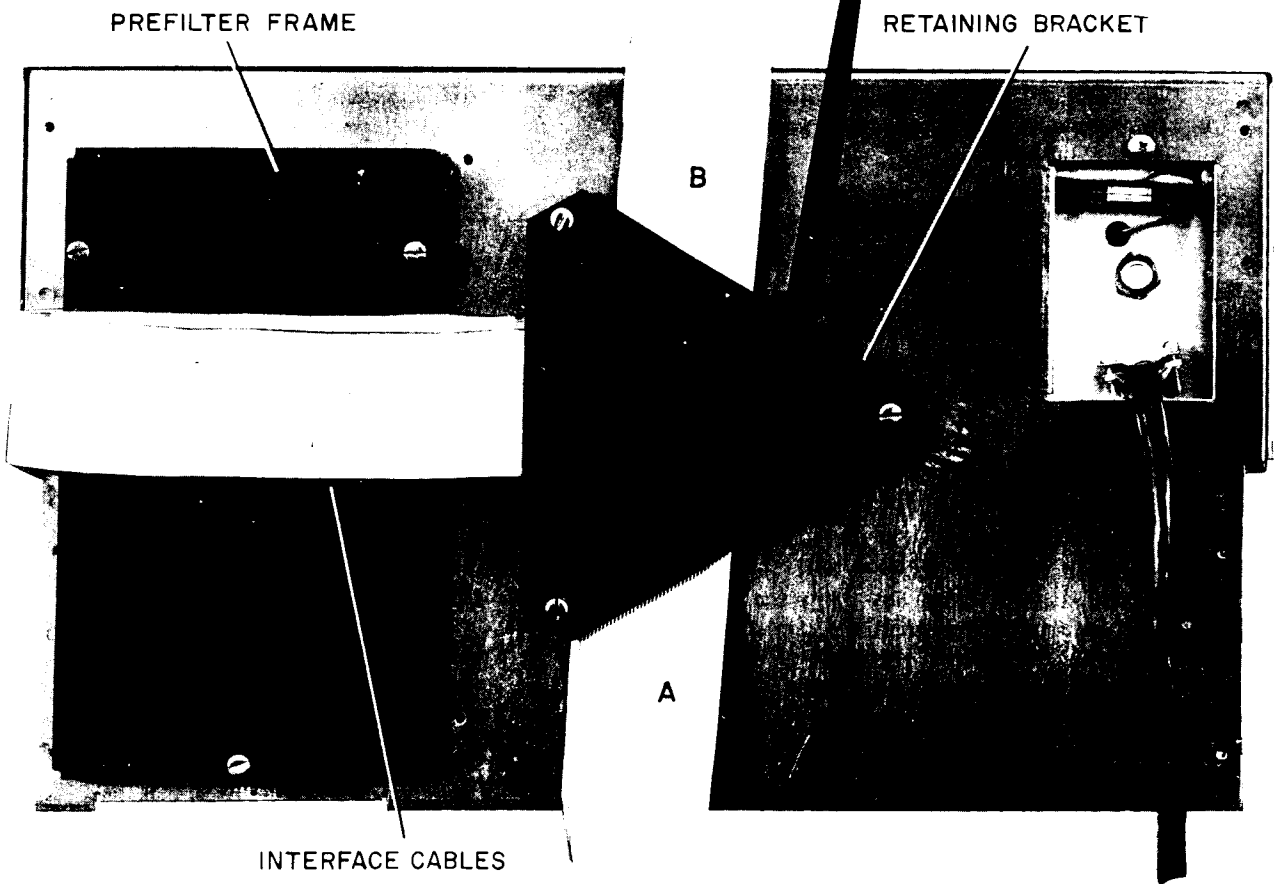 PREFILTER FRAME
RETAINING BRACKET
B
A
INTERFACE CABLES